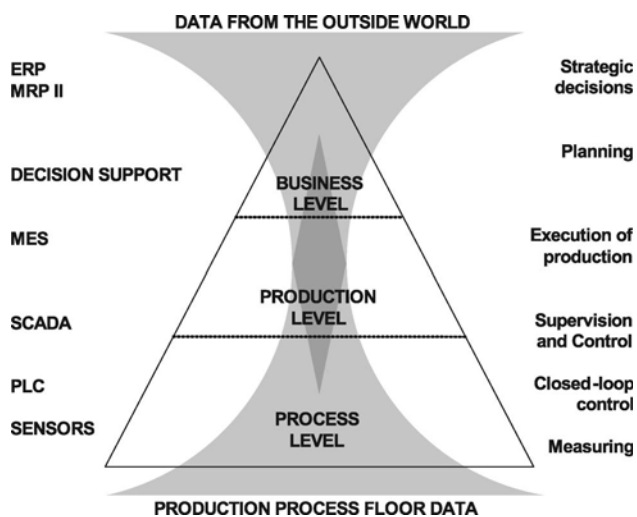 DATA FROM THE OUTSIDE WORLD
ERP
MRP II
Strategic
decisions
Planning
DECISION SUPPORT
BUSINESS
LEVEL
MES
Execution of
production
PRODUCTION
LEVEL
SCADA
Supervision
and Control
PLC
Closed-loop
control
SENSORS
PROCESS
LEVEL
Measuring
PRODUCTION PROCESS FLOOR DATA